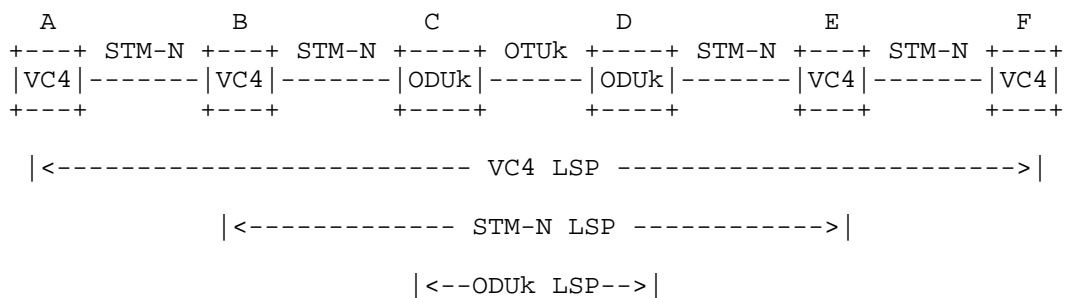 A              B              C              D              E              F
+---+  STM-N  +---+  STM-N  +----+  OTUk  +----+  STM-N  +---+  STM-N  +---+
|VC4|-------|VC4|-------|ODUk|------|ODUk|-------|VC4|-------|VC4|
+---+         +---+         +----+        +----+         +---+         +---+
|<------------------------- VC4 LSP ------------------------->|
|<------------- STM-N LSP ------------>|
|<--ODUk LSP-->|